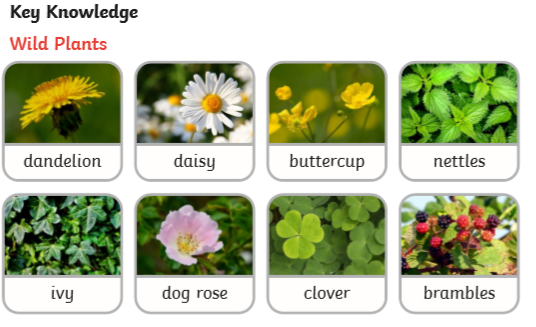 Key Knowledge
Wild Plants
dandelion daisy buttercup nettles
ivy dog rose clover brambles